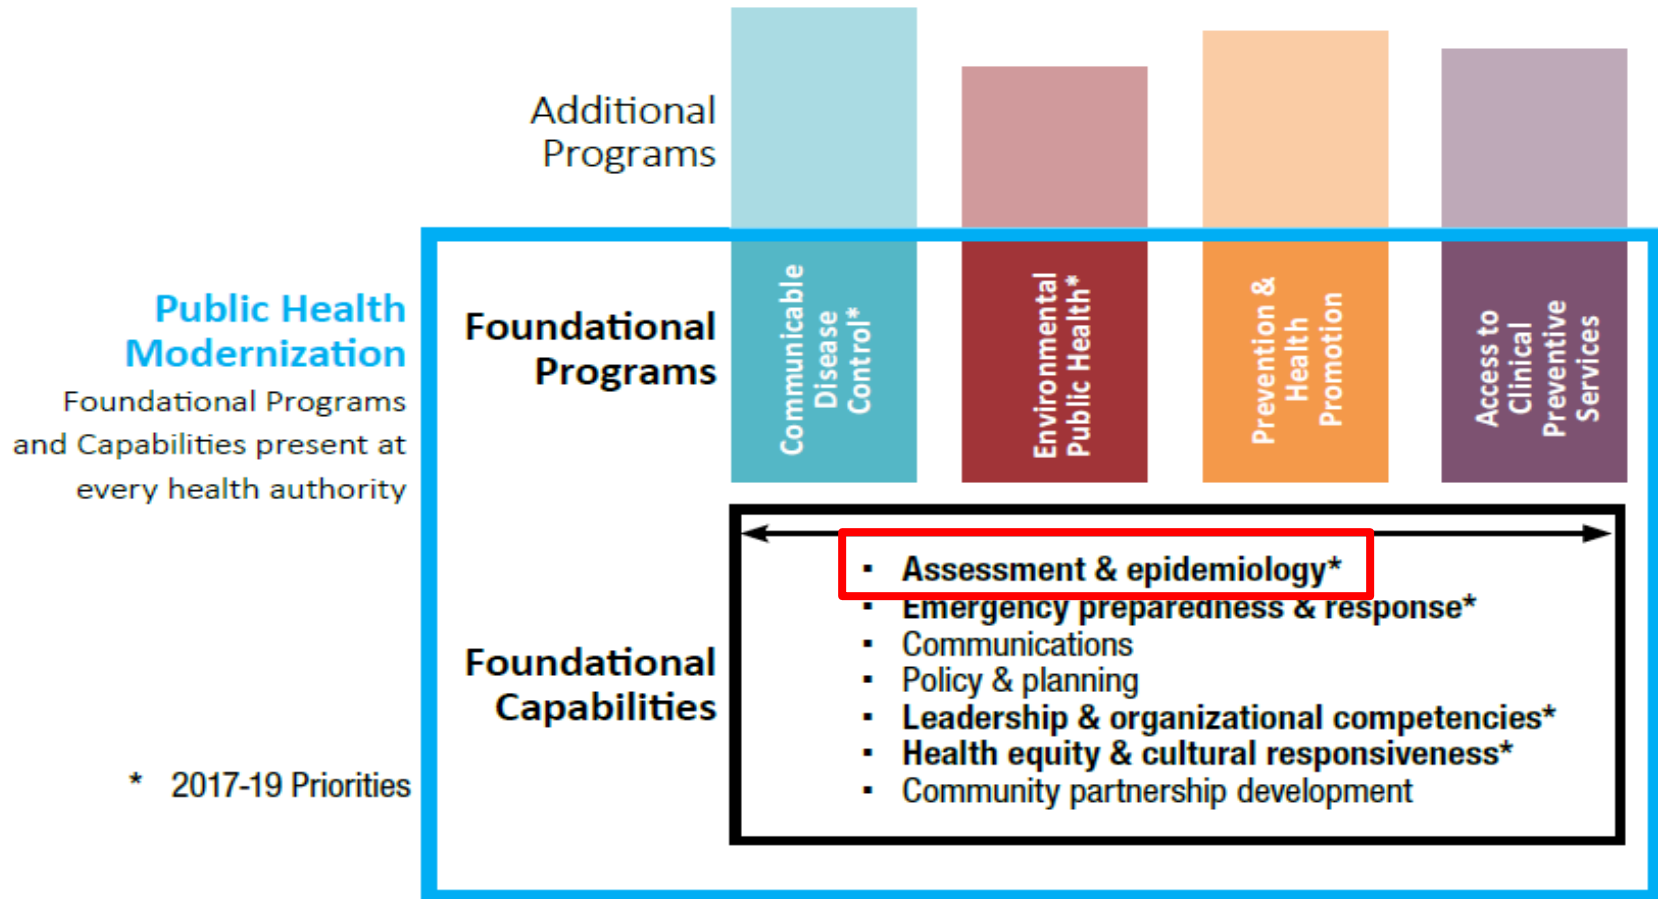 Additional
Programs
Public Health
Modernization
Foundational Programs
and Capabilities present at
every health authority
Foundational
Programs
Communicable
Disease
Control*
Environmental
Public Health*
Prevention &
Health
Promotion
Access to
Clinical
Preventive
Services
Foundational
Capabilities
▪ Assessment & epidemiology*
▪ Emergency preparedness & response*
▪ Communications
▪ Policy & planning
▪ Leadership & organizational competencies*
▪ Health equity & cultural responsiveness*
▪ Community partnership development
* 2017-19 Priorities